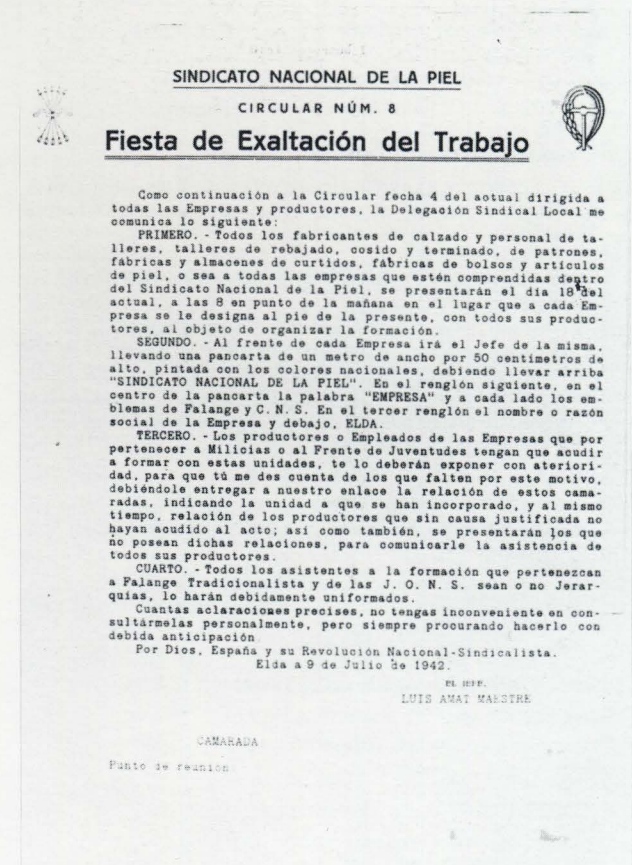 SINDICATO NACIONAL DE LA PIEL
CIRCULAR NÚM. 8
Fiesta de Exaltación del Trabajo
Como continuación a la Circular fecha 4 del actual dirigida a
todas las Empresas y productores, la Delegación Sindical Local me
comunica lo siguiente:
PRIMERO. - Todos los fabricantes de calzado y personal de ta-
lleres, talleres de rebajado, cosido y terminado, de patrones,
fábricas y almacenes de curtidos, fábricas de bolsos y artículos
de piel, o sea a todas las empresas que estén comprendidas dentro
del Sindicato Nacional de la Piel, se presentarán el día 18 del
actual, a las 8 en punto de la mañana en el lugar que a cada Em-
presa se le designa al pie de la presente, con todos sus produc-
tores, al objeto de organizar la formación.
SEGUNDO. - Al frente de cada Empresa irá el Jefe de la misma,
llevando una pancarta de un metro de ancho por 50 centímetros de
alto, pintada con los colores nacionales, debiendo llevar arriba
"SINDICATO NACIONAL DE LA PIEL". En el renglón siguiente, en el
centro de la pancarta la palabra "EMPRESA" y a cada lado los em-
blemas de Falange y C. N. S. En el tercer renglón el nombre o razón
social de la Empresa y debajo, ELDA.
TERCERO. - Los productores o Empleados de las Empresas que por
pertenecer a Milicias o al Frente de Juventudes tengan que acudir
a formar con estas unidades, te lo deberán exponer con ateriori-
dad, para que tú me des cuenta de los que falten por este motivo,
debiéndole entregar a nuestro enlace la relación de estos cama-
radas, indicando la unidad a que se han incorporado, y al mismo
tiempo, relación de los productores que sin causa justificada no
hayan acudido al acto; así como también, se presentarán los que
no posean dichas relaciones, para comunicarle la asistencia de
todos sus productores.
CUARTO. - Todos los asistentes a la formación que pertenezcan
a Falange Tradicionalista y de las J. O. N. S. sean o no Jerar-
quías, lo harán debidamente uniformados.
Cuantas aclaraciones precises, no tengas inconveniente en con-
sultármelas personalmente, pero siempre procurando hacerlo con
debida anticipación
Por Dios, España y su Revolución Nacional-Sindicalista.
Elda a 9 de Julio de 1942.
EL JEFE.
LUIS AMAT MAESTRE
CAMARADA
Punto de reunión